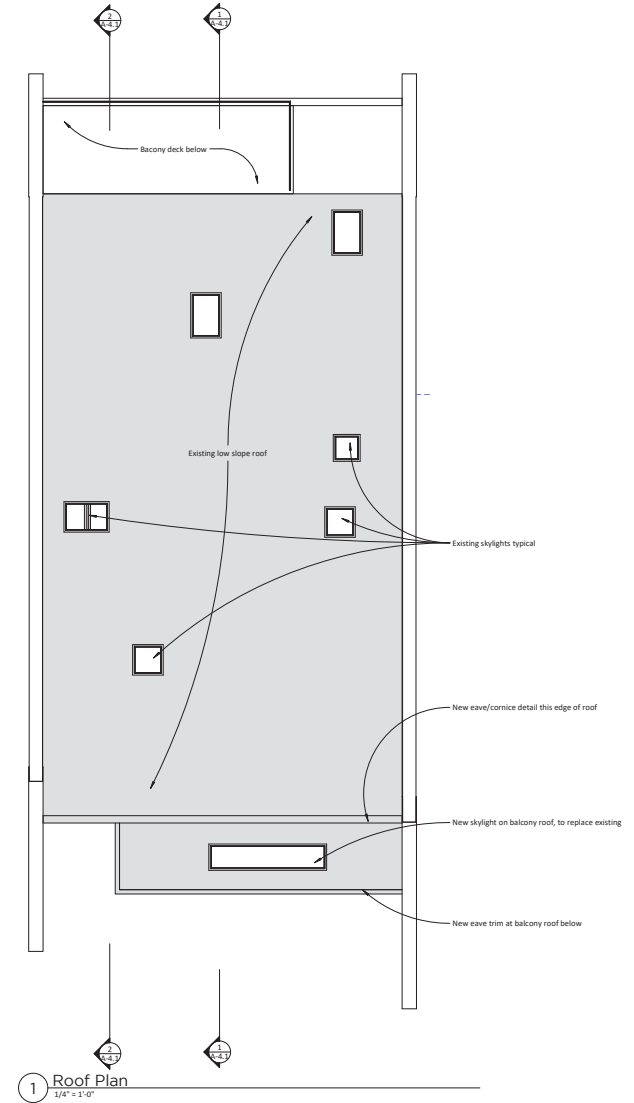 2
A-4.1
1
A-4.1
Bacony deck below
Existing low slope roof
Existing skylights typical
New eave/cornice detail this edge of roof
New skylight on balcony roof, to replace existing
New eave trim at balcony roof below
2
A-4.1
1
A-4.1
1
Roof Plan
1/4" = 1'-0"